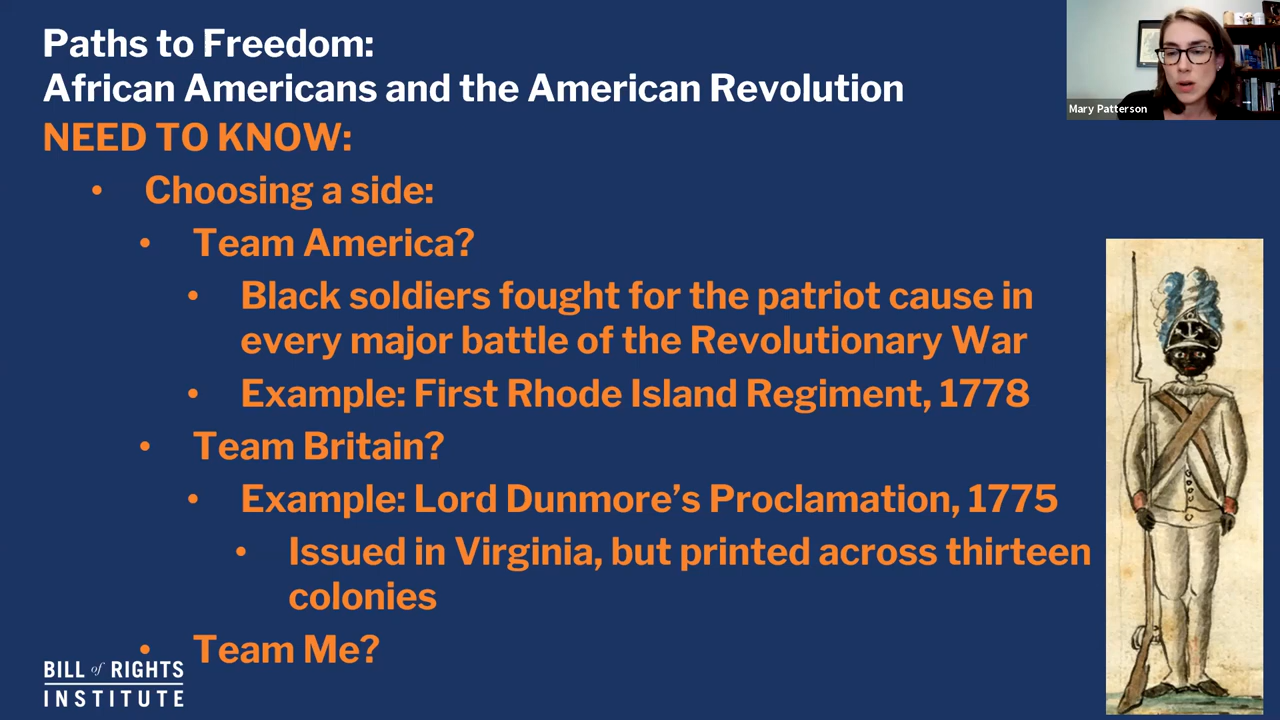 Paths to Freedom:
African Americans and the American Revolution
Mary Patterson
NEED TO KNOW:
• Choosing a side:
• Team America?
• Black soldiers fought for the patriot cause in
every major battle of the Revolutionary War
• Example: First Rhode Island Regiment, 1778
• Team Britain?
• Example: Lord Dunmore’s Proclamation, 1775
• Issued in Virginia, but printed across thirteen
colonies
• Team Me?
BILL of RIGHTS
INSTITUTE